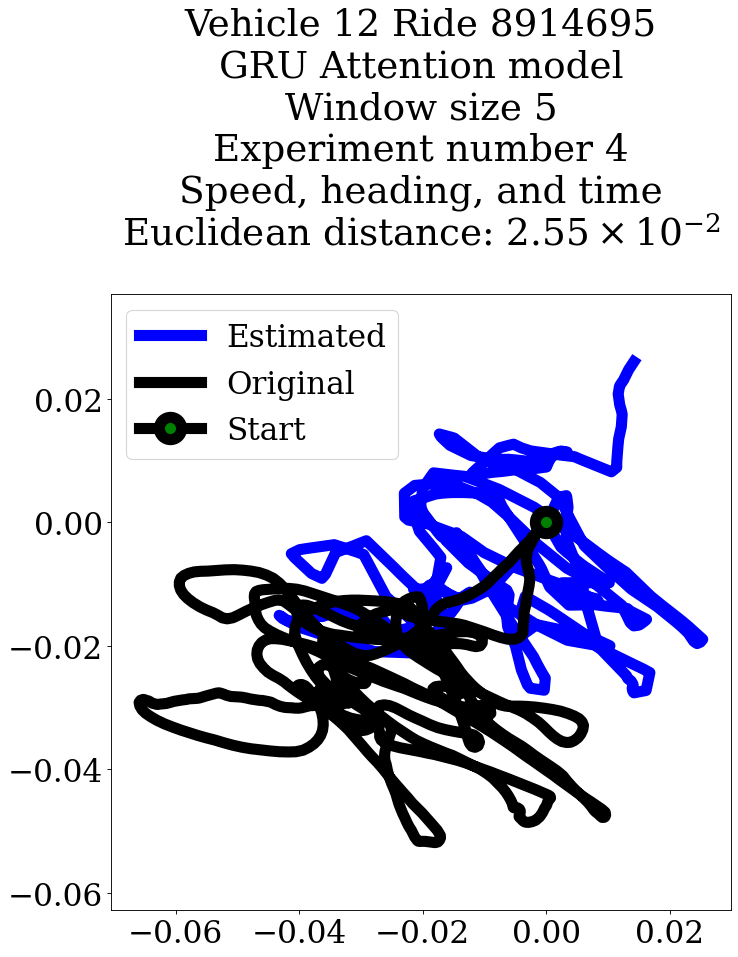 Vehicle 12 Ride 8914695
GRU Attention model
Window size 5
Experiment number 4
Speed, heading, and time
Euclidean distance: 2.55 × 10⁻²
Estimated
Original
Start
0.02
0.00
−0.02
−0.04
−0.06
−0.06 −0.04 −0.02 0.00 0.02